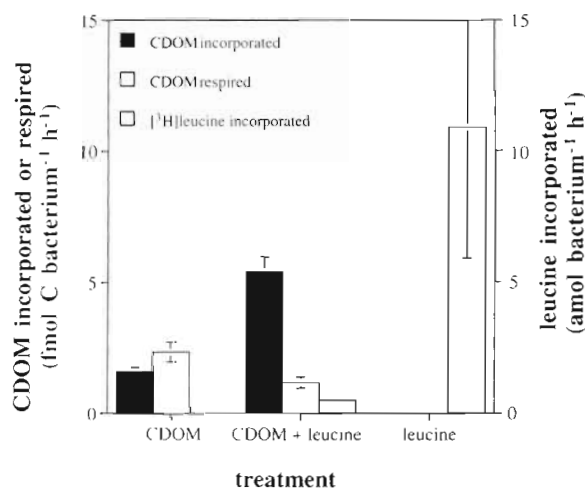 15
10
5
0
CDOM incorporated or respired
(fmol C bacterium⁻¹ h⁻¹)
CDOM incorporated
CDOM respired
[³H]leucine incorporated
15
10
5
0
leucine incorporated
(amol bacterium⁻¹ h⁻¹)
CDOM
CDOM + leucine
leucine
treatment